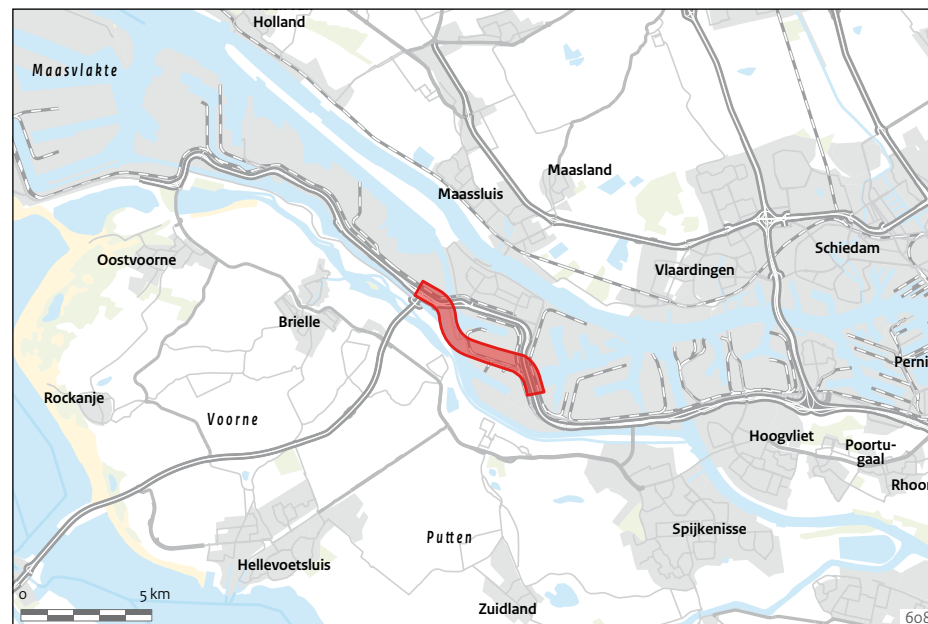 Holland
Maasvlakte
Maassluis
Maasland
Oostvoorne
Vlaardingen
Schiedam
Brielle
Perni
Rockanje
Voorne
Hoogvliet
Poortu-
gaal
Rhoor
Putten
Spijkenisse
Hellevoetsluis
Zuidland
0 5 km
608